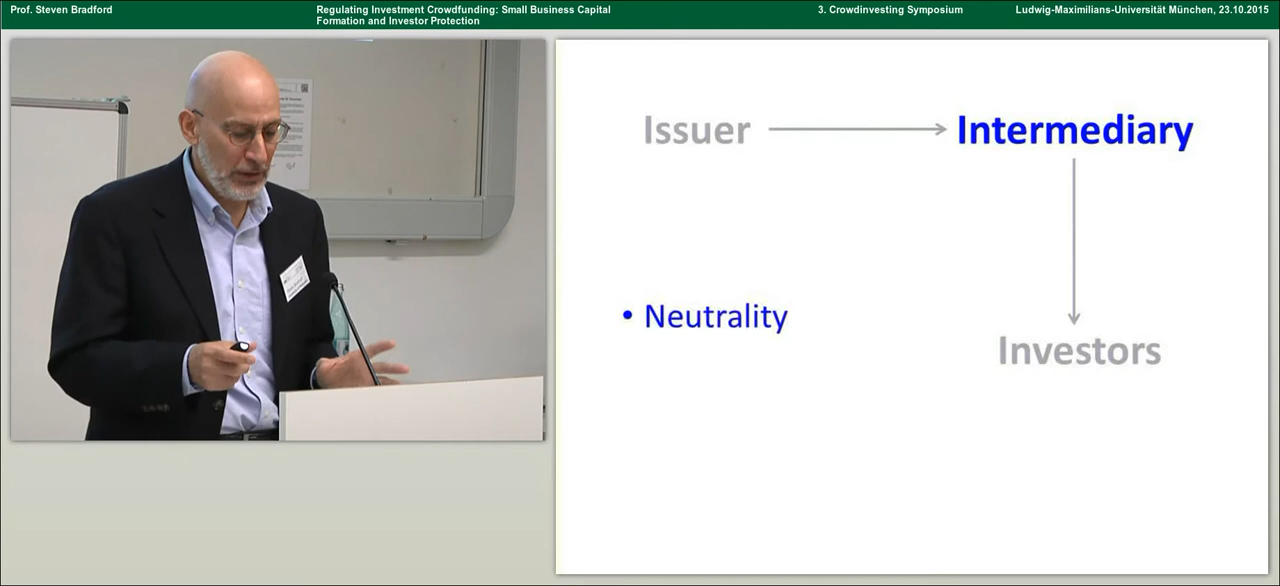 Prof. Steven Bradford
Regulating Investment Crowdfunding: Small Business Capital
Formation and Investor Protection
3. Crowdinvesting Symposium
Ludwig-Maximilians-Universität München, 23.10.2015
Issuer
Intermediary
• Neutrality
Investors